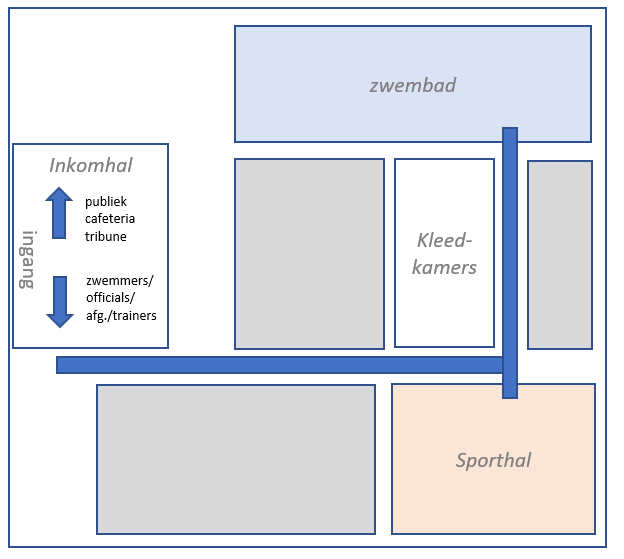 zwembad
Inkomhal
publiek
cafeteria
tribune
ingang
zwemmers/
officials/
afg./trainers
Kleed-
kamers
Sporthal